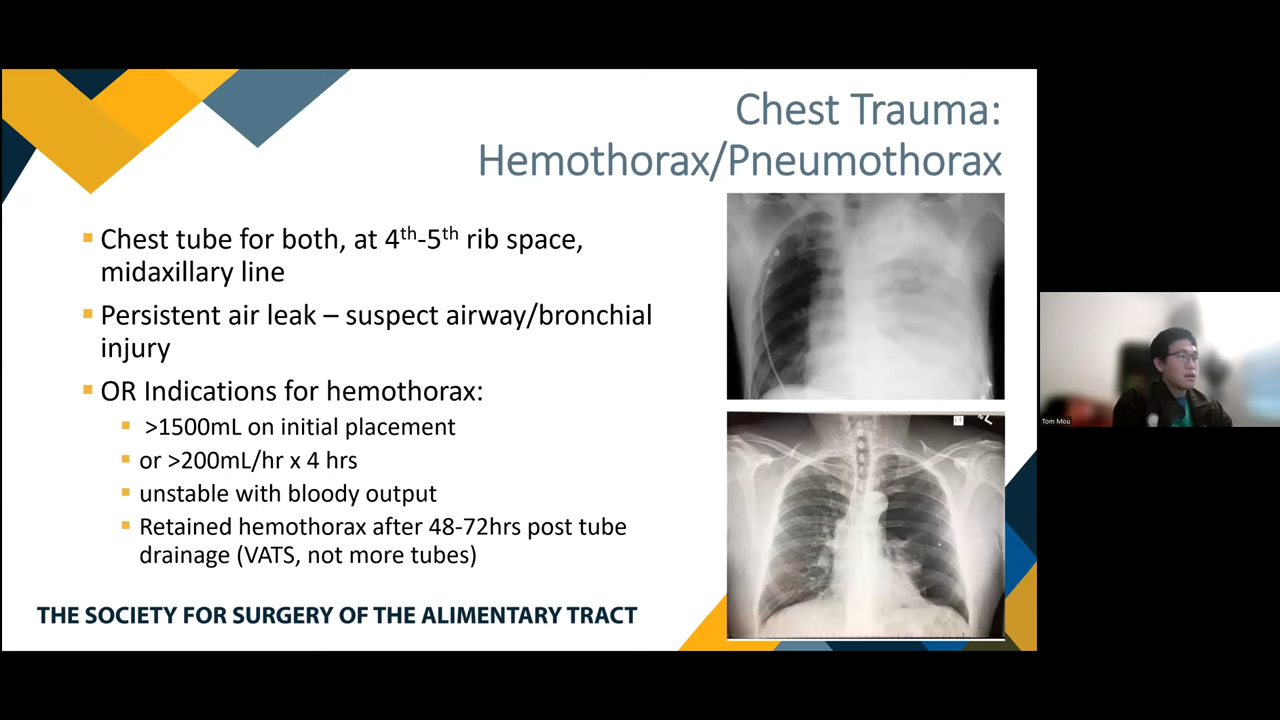 Chest Trauma:
Hemothorax/Pneumothorax
▪ Chest tube for both, at 4th-5th rib space,
midaxillary line
▪ Persistent air leak – suspect airway/bronchial
injury
▪ OR Indications for hemothorax:
▪ >1500mL on initial placement
▪ or >200mL/hr x 4 hrs
▪ unstable with bloody output
▪ Retained hemothorax after 48-72hrs post tube
drainage (VATS, not more tubes)
THE SOCIETY FOR SURGERY OF THE ALIMENTARY TRACT
Tom Mou